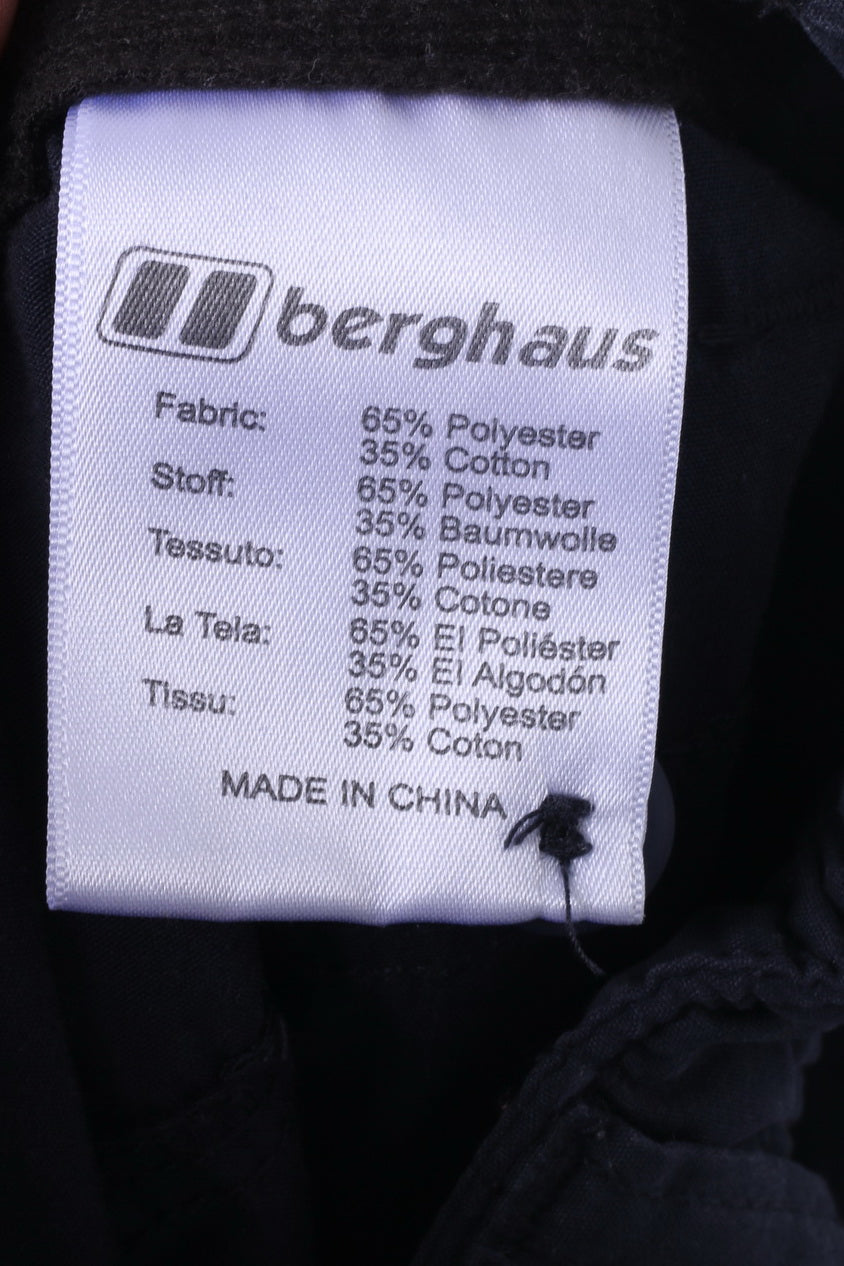 berghaus
Fabric: 65% Polyester
35% Cotton
Stoff: 65% Polyester
35% Baumwolle
Tessuto: 65% Poliestere
35% Cotone
La Tela: 65% El Poliéster
35% El Algodón
Tissu: 65% Polyester
35% Coton
MADE IN CHINA